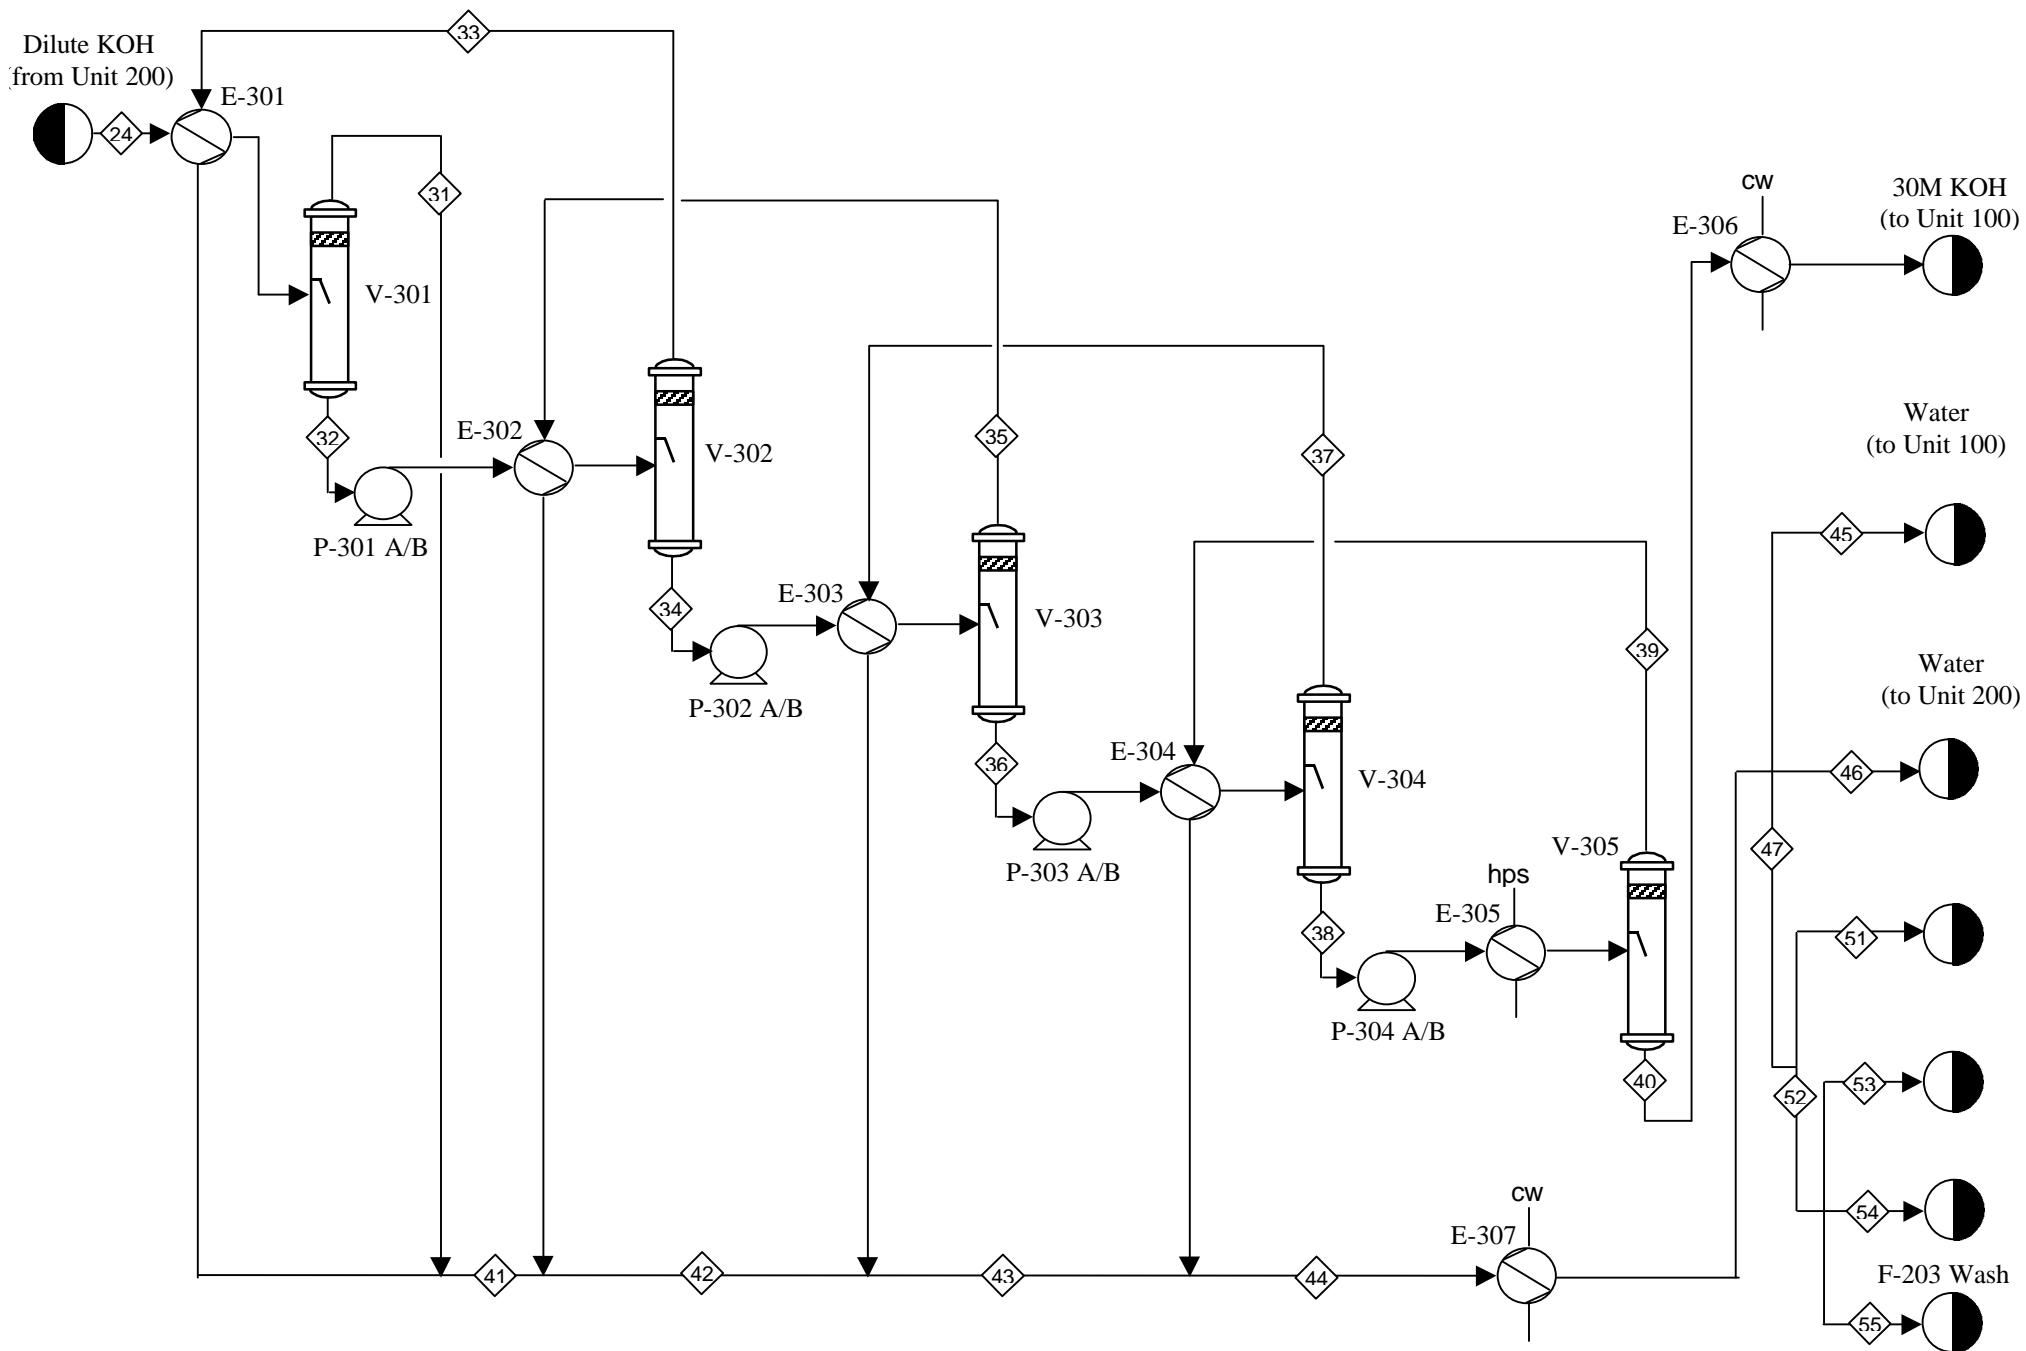 33
Dilute KOH
(from Unit 200)
E-301
24
31
cw
30M KOH
(to Unit 100)
E-306
V-301
Water
(to Unit 100)
32
E-302
35
V-302
37
45
P-301 A/B
E-303
34
V-303
39
Water
(to Unit 200)
P-302 A/B
36
E-304
V-304
46
V-305
47
P-303 A/B
hps
E-305
38
51
P-304 A/B
40
53
52
cw
54
E-307
41
42
43
44
F-203 Wash
55